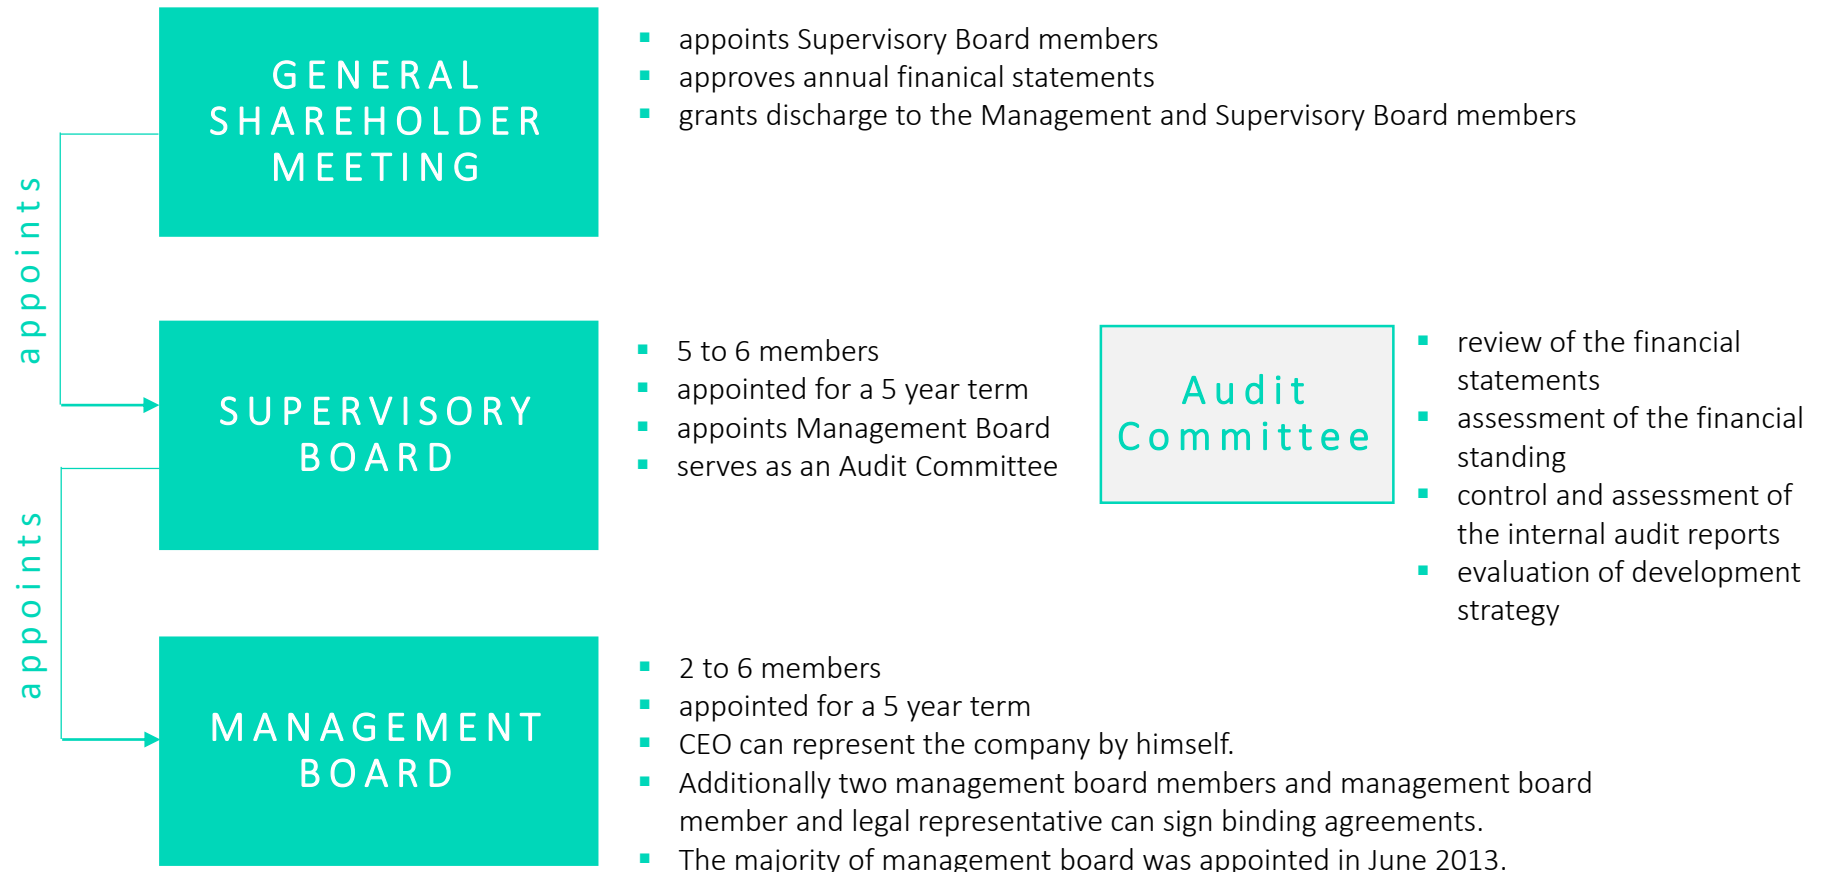 GENERAL
SHAREHOLDER
MEETING
appoints Supervisory Board members
approves annual finanical statements
grants discharge to the Management and Supervisory Board members
appoints
SUPERVISORY
BOARD
5 to 6 members
appointed for a 5 year term
appoints Management Board
serves as an Audit Committee
Audit
Committee
review of the financial
statements
assessment of the financial
standing
control and assessment of
the internal audit reports
evaluation of development
strategy
appoints
MANAGEMENT
BOARD
2 to 6 members
appointed for a 5 year term
CEO can represent the company by himself.
Additionally two management board members and management board
member and legal representative can sign binding agreements.
The majority of management board was appointed in June 2013.